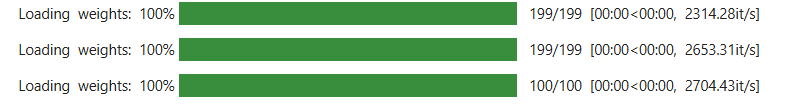 Loading weights: 100% 199/199 [00:00<00:00, 2314.28it/s]
Loading weights: 100% 199/199 [00:00<00:00, 2653.31it/s]
Loading weights: 100% 100/100 [00:00<00:00, 2704.43it/s]